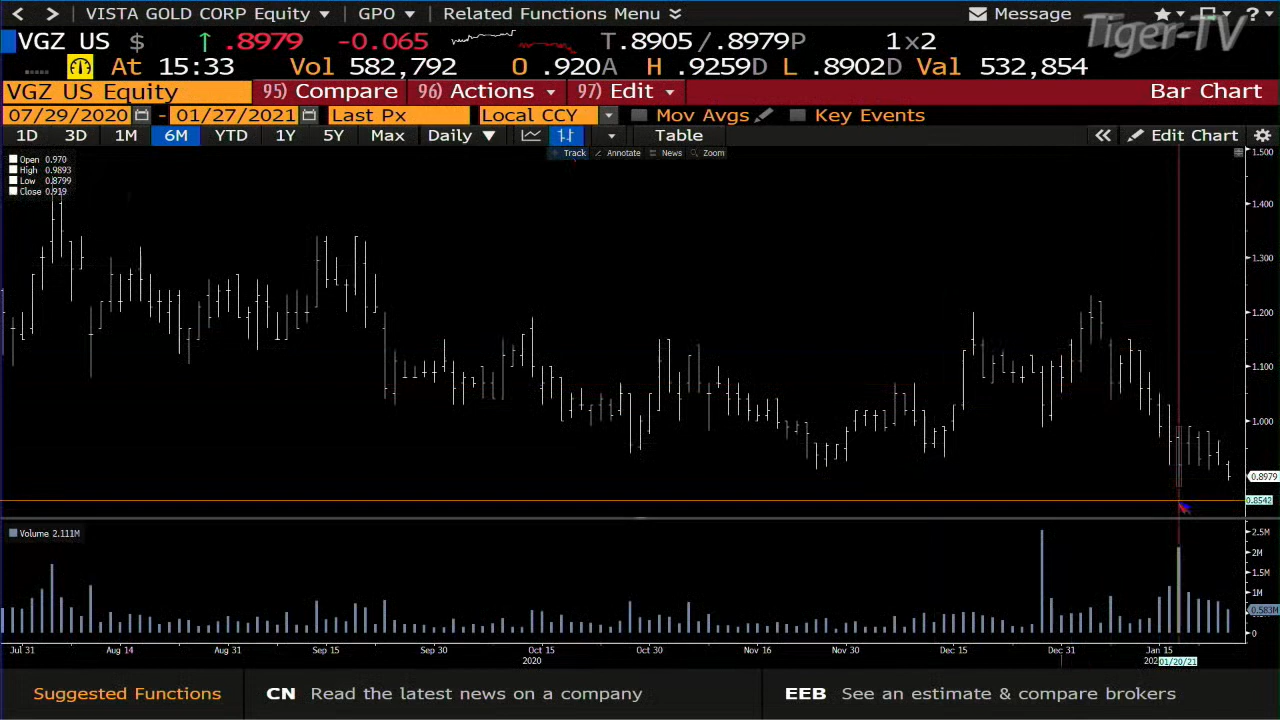 < > VISTA GOLD CORP Equity GPO Related Functions Menu Message ?
Tiger-TV
VGZ US $ ↑ .8979 -0.065 T.8905/.8979P 1x2
At 15:33 Vol 582,792 O .920A H .9259D L .8902D Val 532,854
VGZ US Equity 95) Compare 96) Actions 97) Edit Bar Chart
07/29/2020 - 01/27/2021 Last Px Local CCY Mov Avgs Key Events
1D 3D 1M 6M YTD 1Y 5Y Max Daily ▼ Table « Edit Chart
Track Annotate News Zoom
Open 0.970
High 0.9893
Low 0.8799
Close 0.919
1.500
1.400
1.300
1.200
1.100
1.000
0.8979
0.8542
Volume 2.111M
2.5M
2M
1.5M
1M
0.583M
0
Jul 31 Aug 14 Aug 31 Sep 15 Sep 30 Oct 15 Oct 30 Nov 16 Nov 30 Dec 15 Dec 31 Jan 15
2020 01/20/21
Suggested Functions CN Read the latest news on a company EEB See an estimate & compare brokers